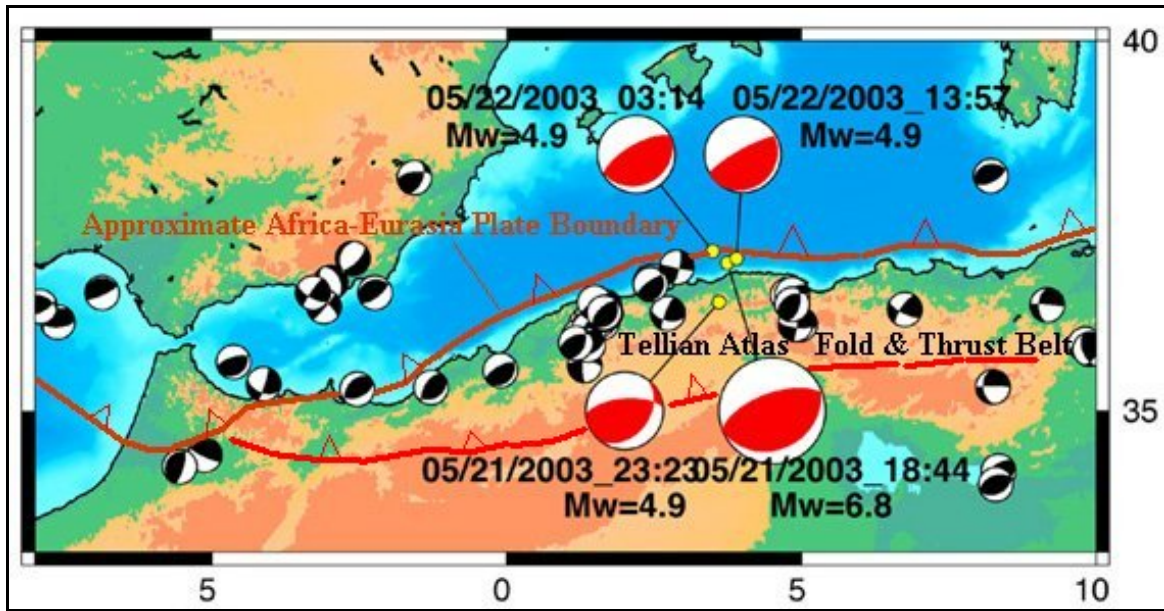 40
05/22/2003_03:14 05/22/2003_13:57
Mw=4.9 Mw=4.9
Approximate Africa-Eurasia Plate Boundary
Tellian Atlas Fold & Thrust Belt
35
05/21/2003_23:23 05/21/2003_18:44
Mw=4.9 Mw=6.8
5 0 5 10